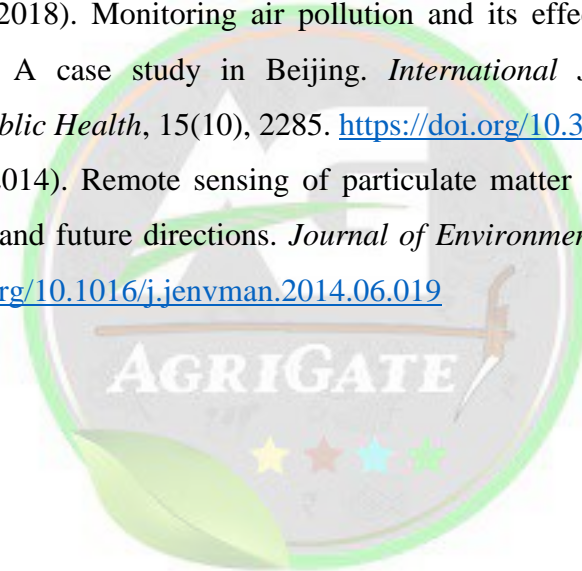 2018). Monitoring air pollution and its effe
A case study in Beijing. International J
blic Health, 15(10), 2285. https://doi.org/10.3
2014). Remote sensing of particulate matter
and future directions. Journal of Environmen
rg/10.1016/j.jenvman.2014.06.019
AGRIGATE